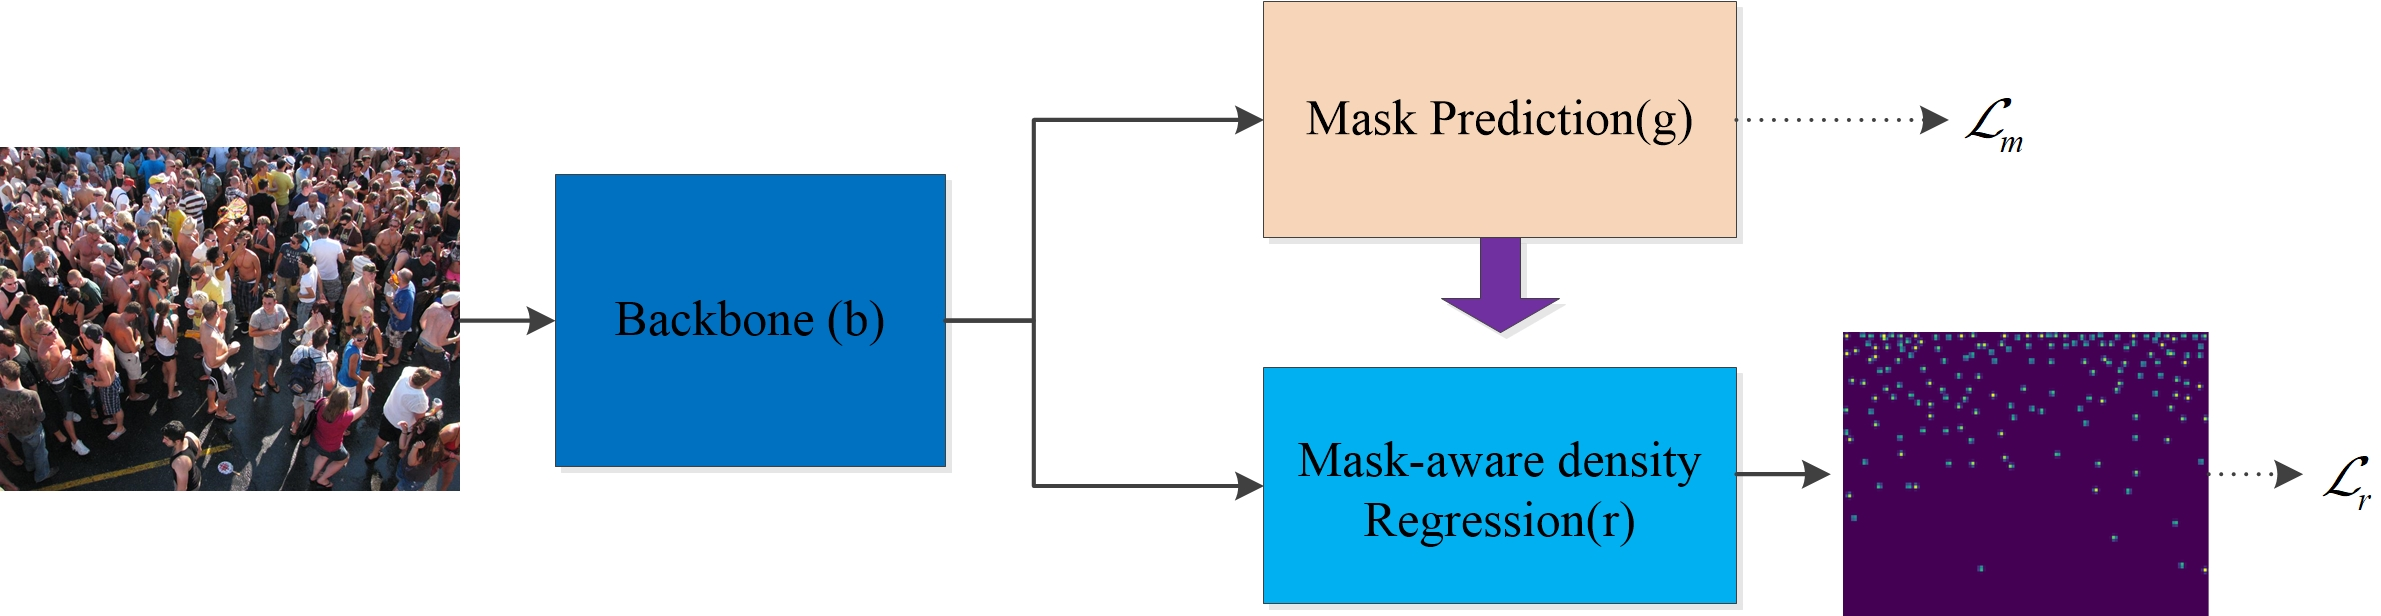 Mask Prediction(g)
ℒm
Backbone (b)
Mask-aware density
Regression(r)
ℒr